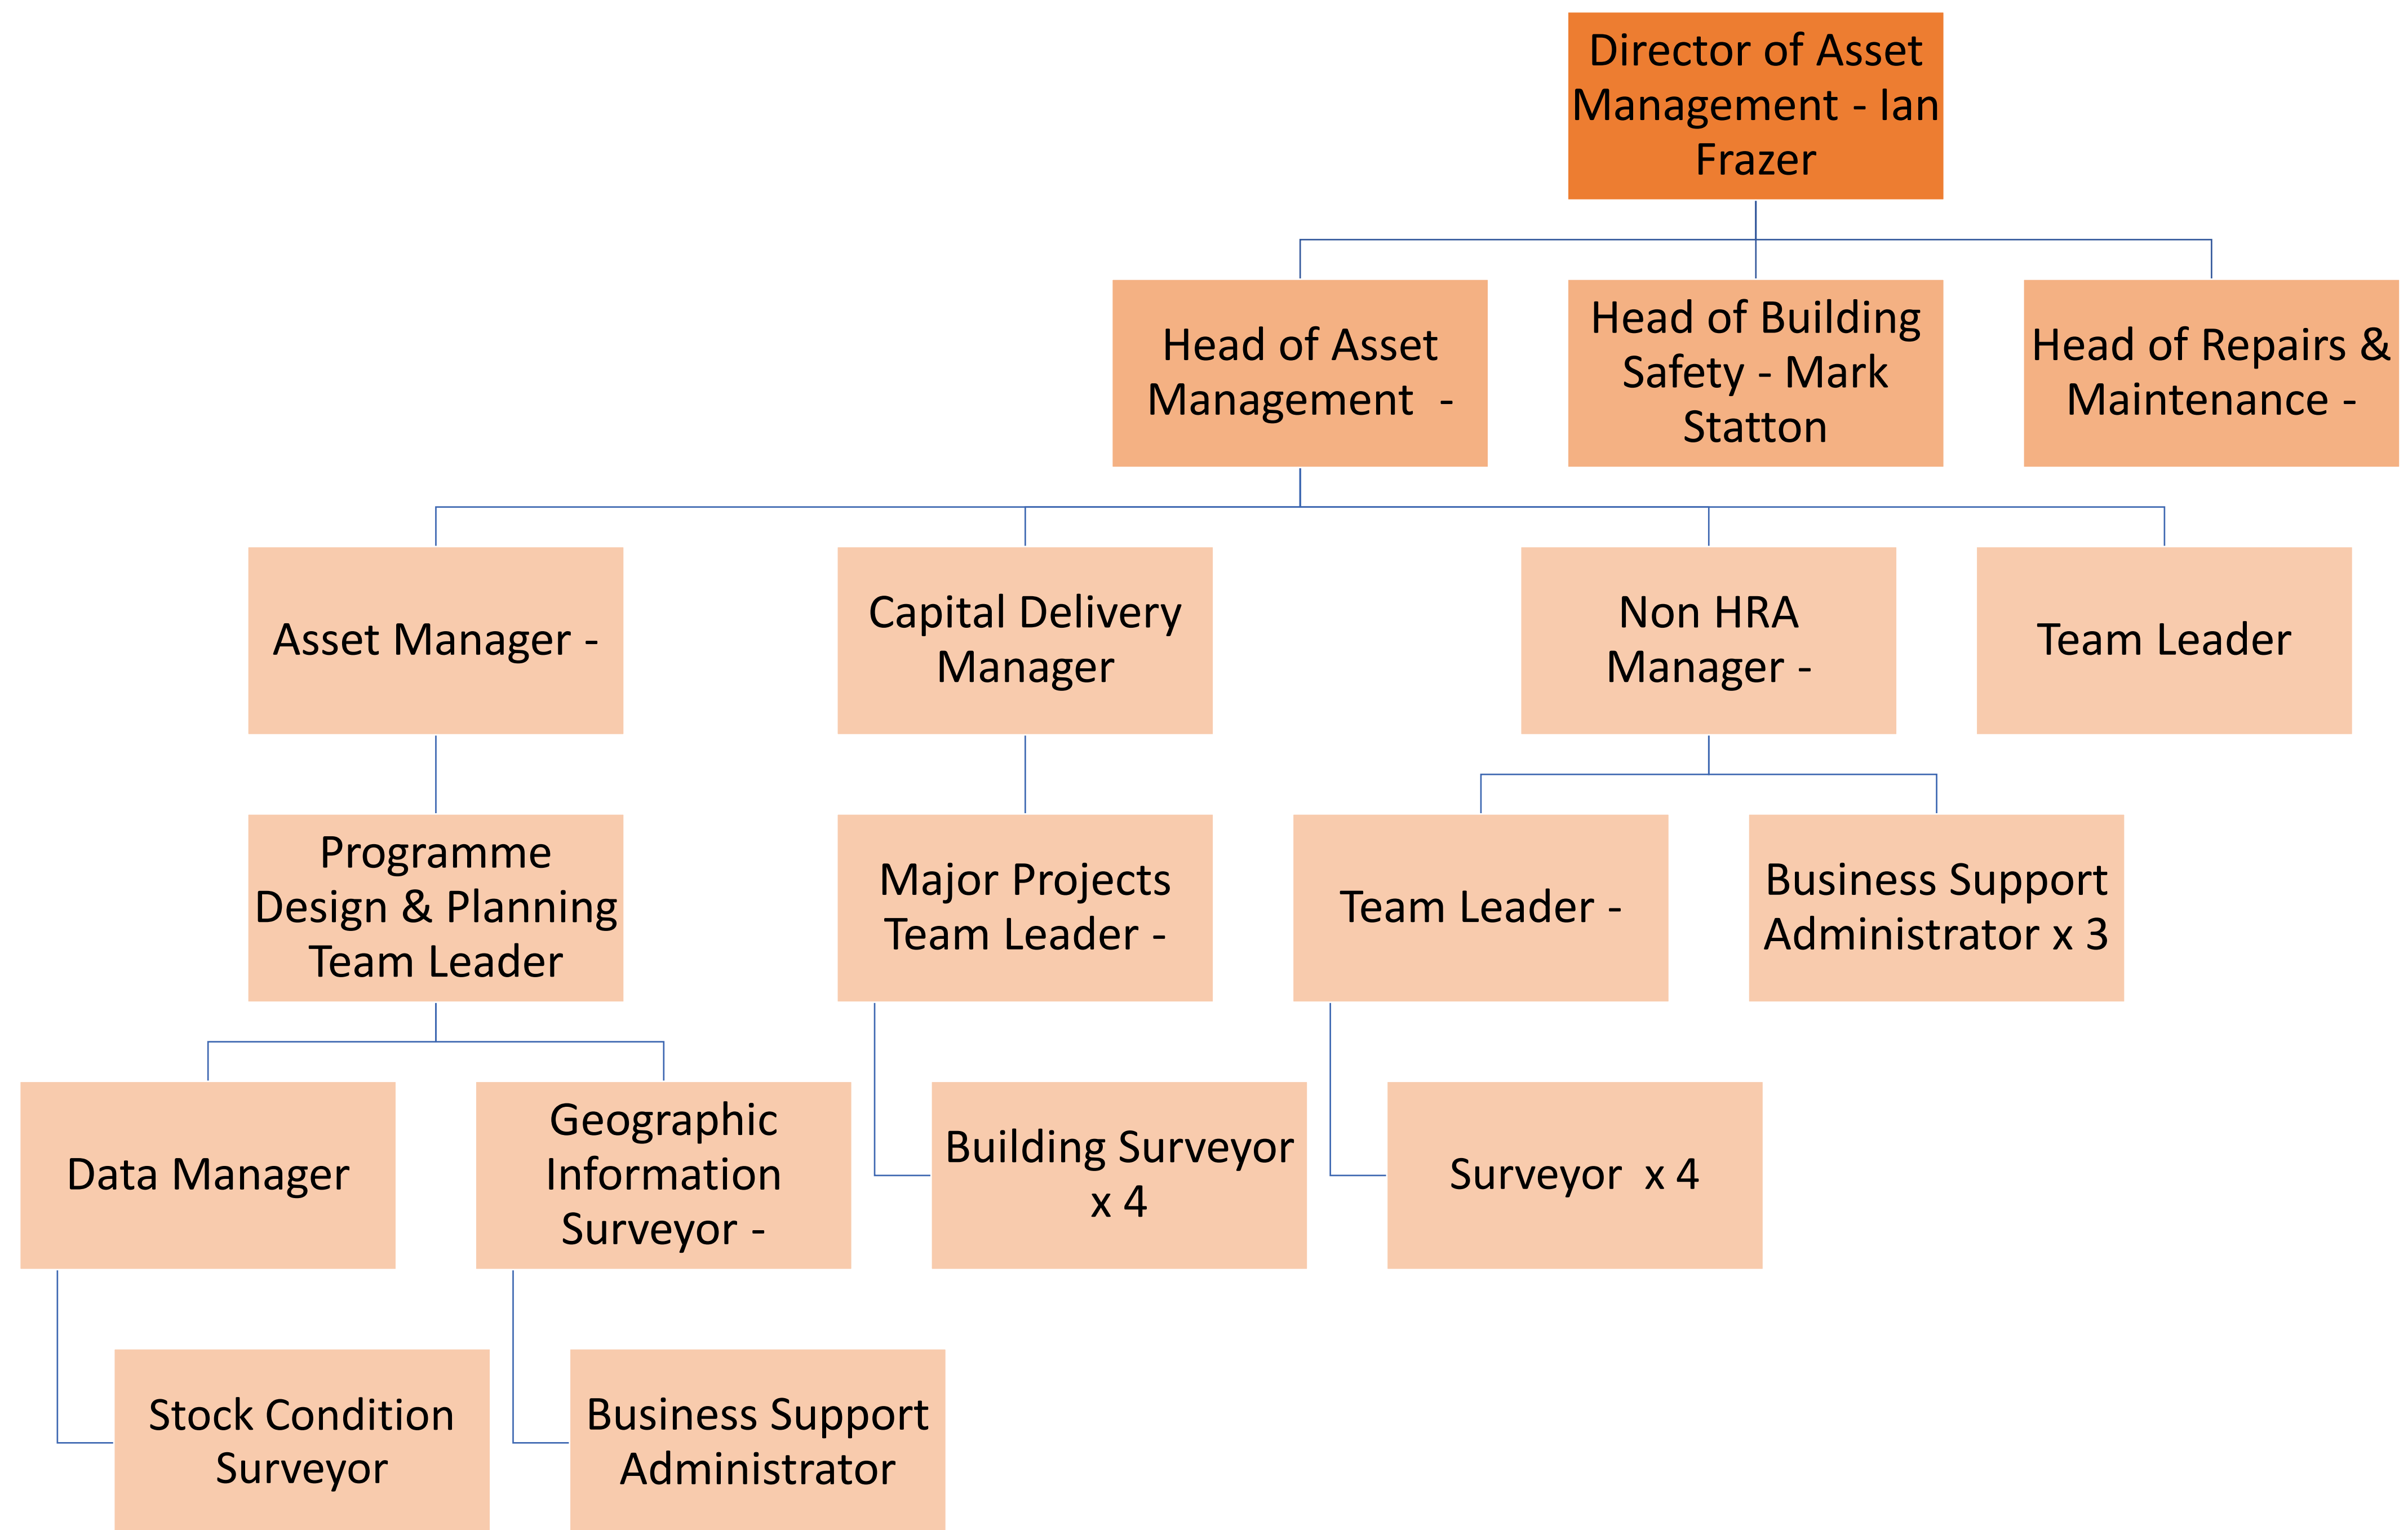 Director of Asset
Management - Ian
Frazer
Head of Asset
Management  -
Head of Building
Safety - Mark
Statton
Head of Repairs &
Maintenance -
Asset Manager -
Capital Delivery
Manager
Non HRA
Manager -
Team Leader
Programme
Design & Planning
Team Leader
Major Projects
Team Leader -
Team Leader -
Business Support
Administrator x 3
Data Manager
Geographic
Information
Surveyor -
Building Surveyor
x 4
Surveyor  x 4
Stock Condition
Surveyor
Business Support
Administrator